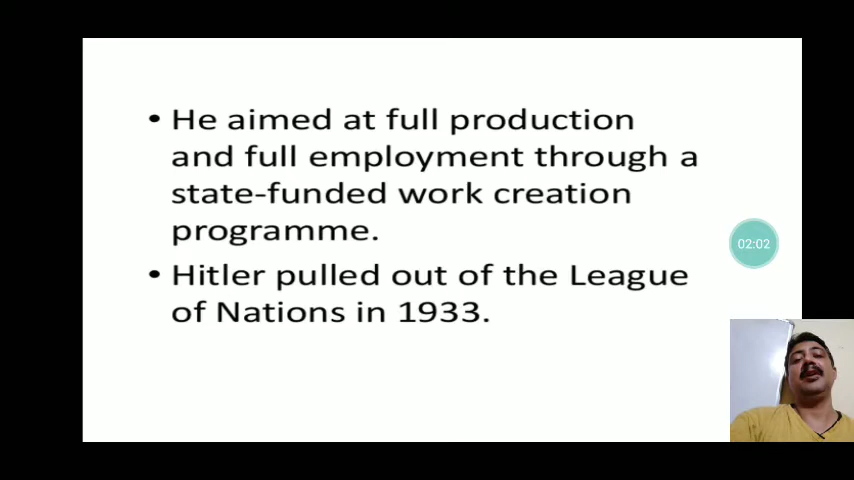 • He aimed at full production
and full employment through a
state-funded work creation
programme.
• Hitler pulled out of the League
of Nations in 1933.
02:02